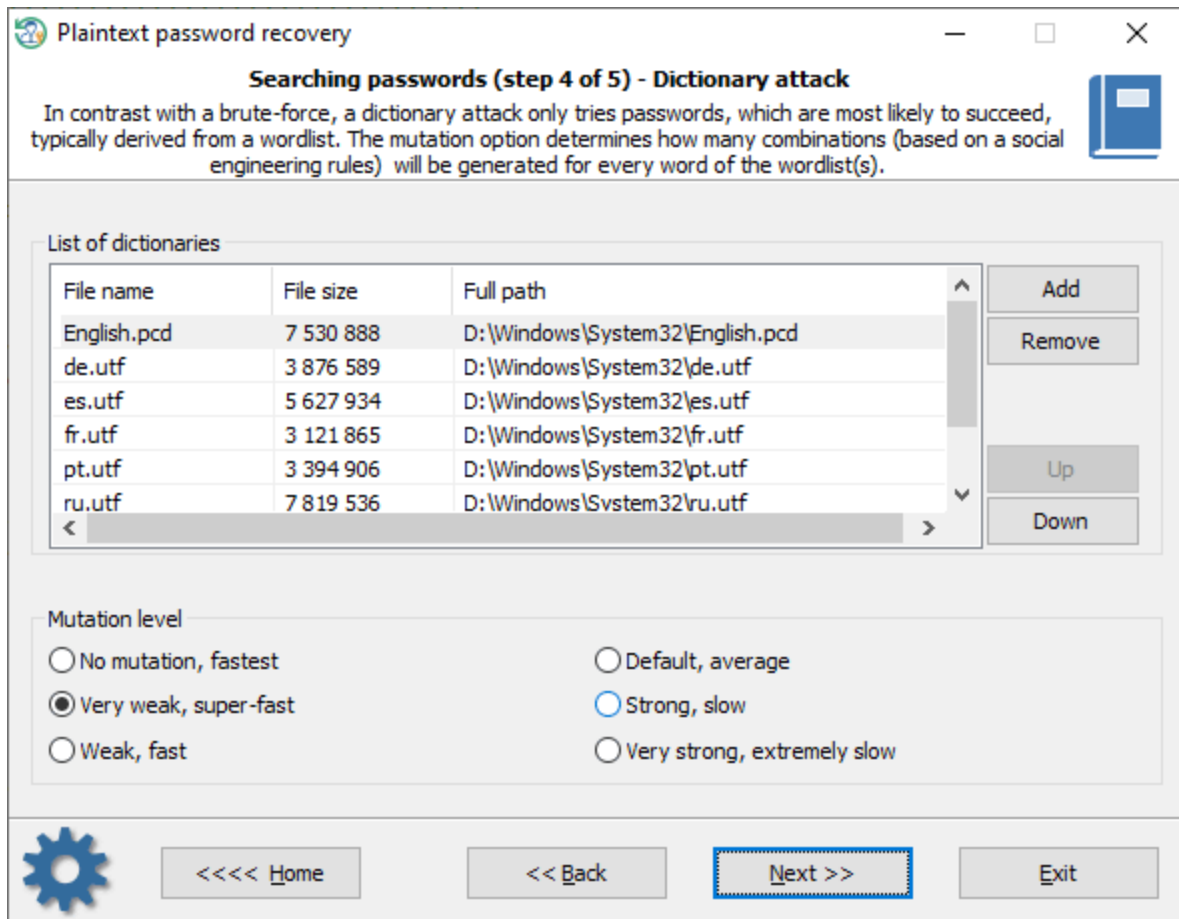 Plaintext password recovery
Searching passwords (step 4 of 5) - Dictionary attack
In contrast with a brute-force, a dictionary attack only tries passwords, which are most likely to succeed,
typically derived from a wordlist. The mutation option determines how many combinations (based on a social
engineering rules)  will be generated for every word of the wordlist(s).
List of dictionaries
File name File size Full path
English.pcd 7 530 888 D:\Windows\System32\English.pcd
de.utf 3 876 589 D:\Windows\System32\de.utf
es.utf 5 627 934 D:\Windows\System32\es.utf
fr.utf 3 121 865 D:\Windows\System32\fr.utf
pt.utf 3 394 906 D:\Windows\System32\pt.utf
ru.utf 7 819 536 D:\Windows\System32\ru.utf
Add
Remove
Up
Down
Mutation level
No mutation, fastest
Very weak, super-fast
Weak, fast
Default, average
Strong, slow
Very strong, extremely slow
<<<< Home
<< Back
Next >>
Exit